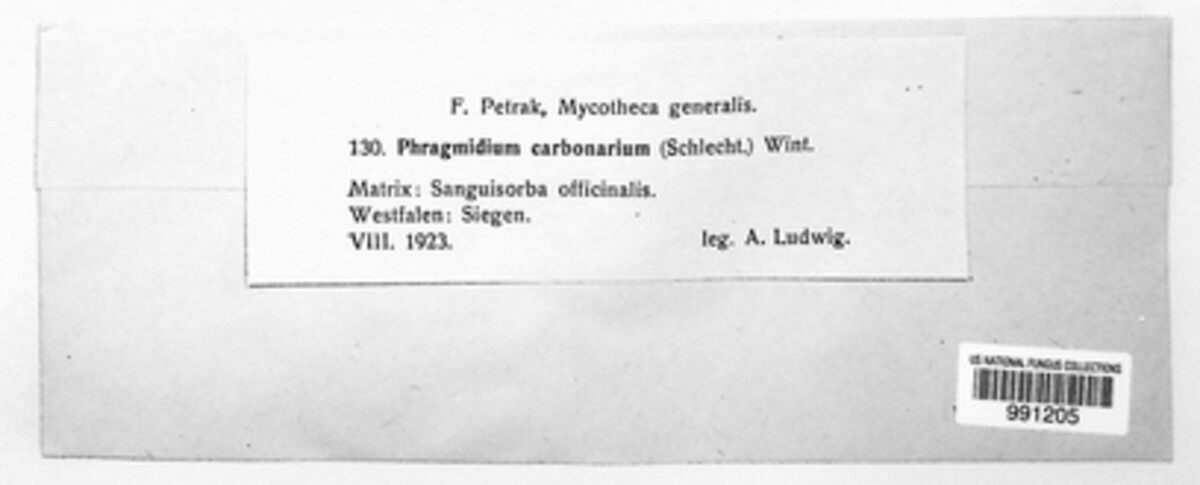 F. Petrak, Mycotheca generalis.
130. Phragmidium carbonarium (Schlecht.) Wint.
Matrix: Sanguisorba officinalis.
Westfalen: Siegen.
VIII. 1923.
leg. A. Ludwig.
US NATIONAL FUNGUS COLLECTIONS
991205